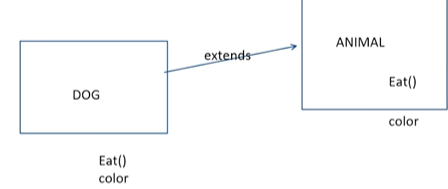 extends
ANIMAL
Eat()
color
DOG
Eat()
color